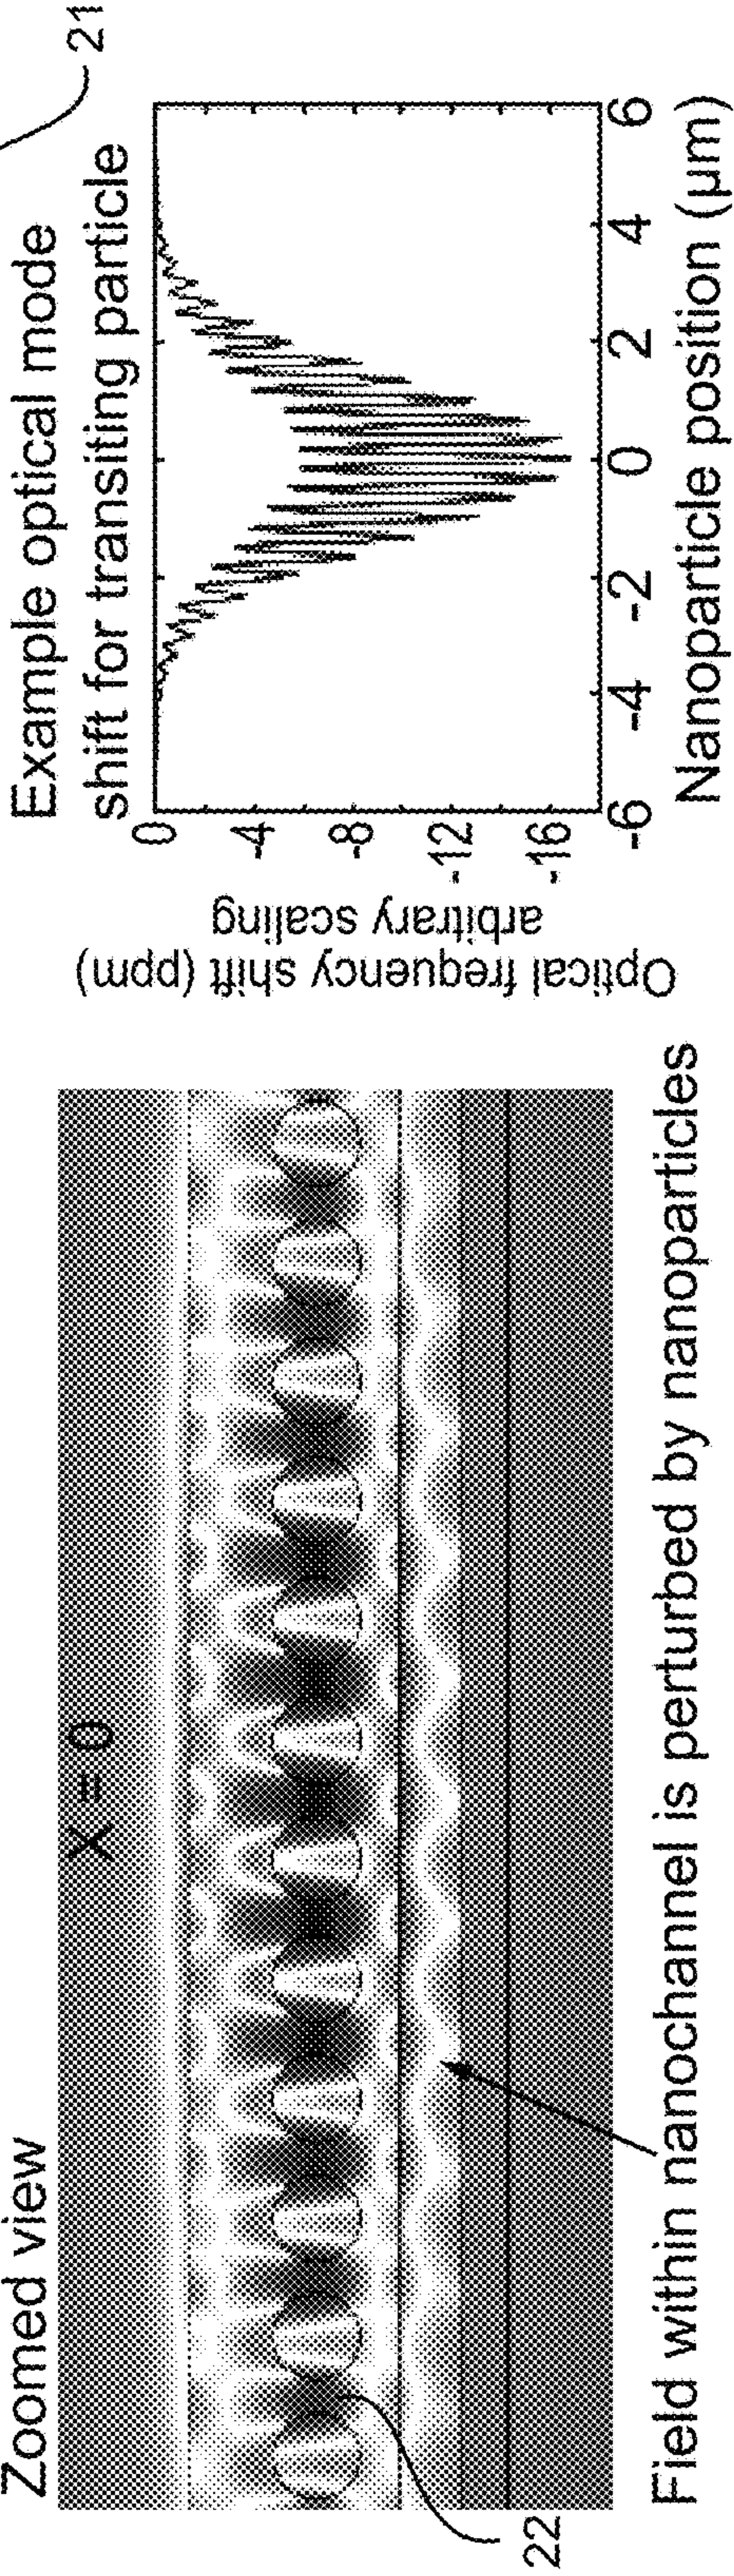 Zoomed view
X = 0
22
Field within nanochannel is perturbed by nanoparticles
21
Example optical mode
shift for transiting particle
Optical frequency shift (ppm)
arbitrary scaling
0
-4
-8
-12
-16
-6 -4 -2 0 2 4 6
Nanoparticle position (μm)